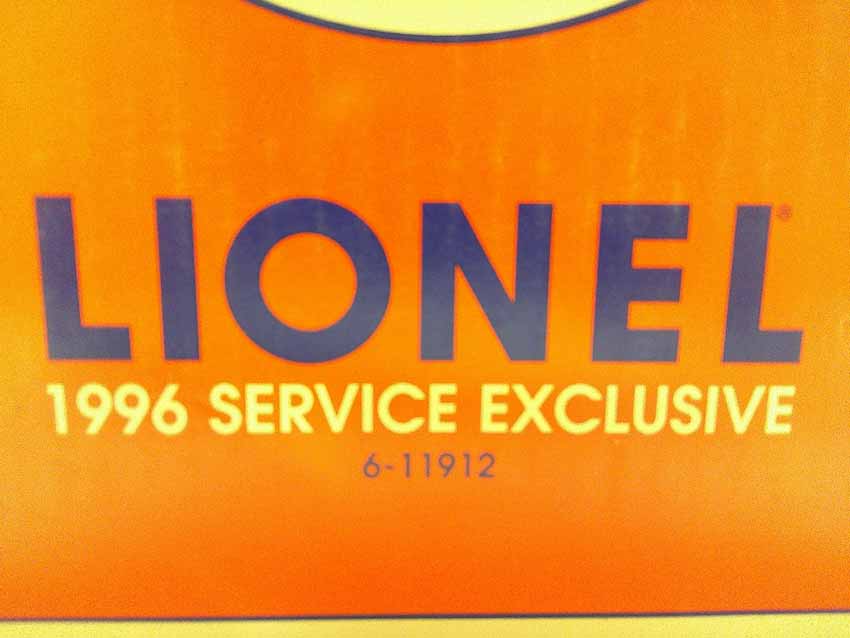 LIONEL®
1996 SERVICE EXCLUSIVE
6-11912